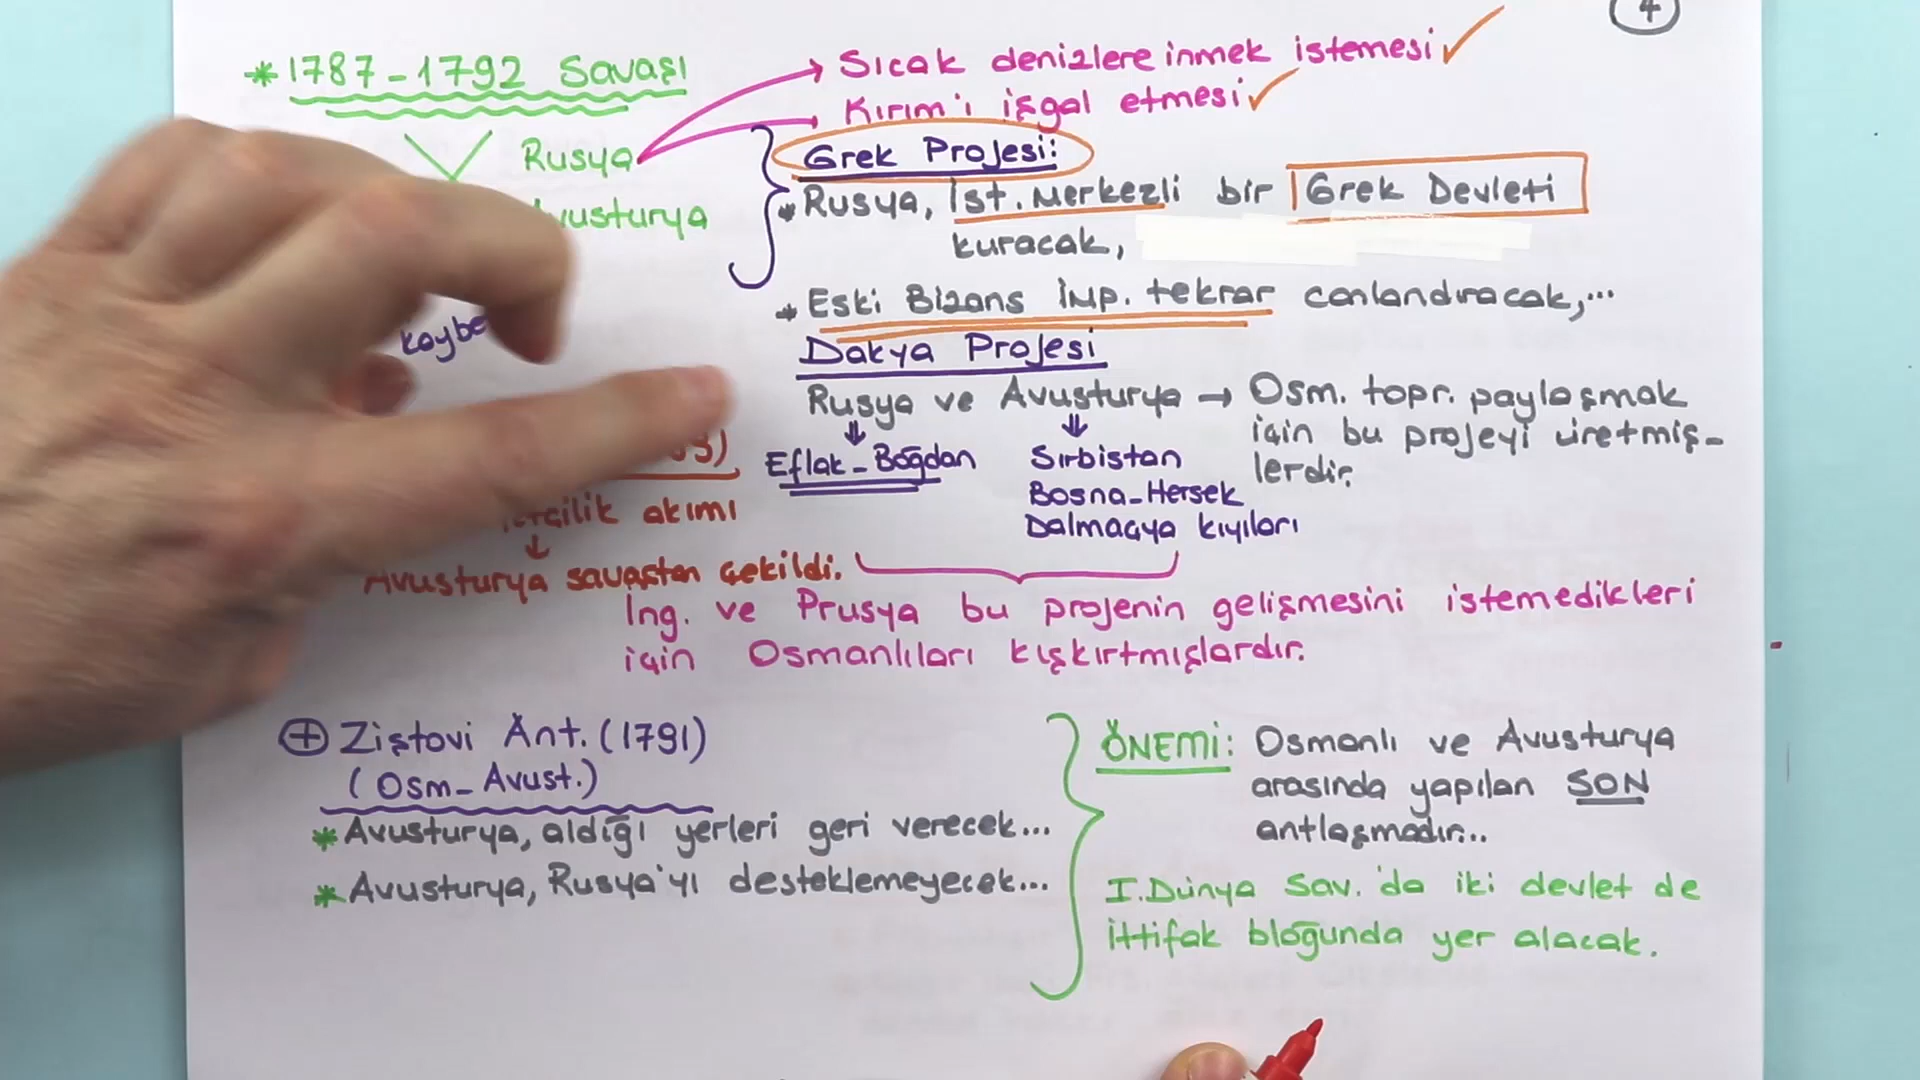 4
* 1787-1792 Savaşı
Rusya
Avusturya
Sıcak denizlere inmek istemesi ✓
Kırım'ı işgal etmesi ✓
Grek Projesi:
* Rusya, İst. Merkezli bir Grek Devleti
kuracak,
* Eski Bizans İmp. tekrar canlandıracak,...
Dakya Projesi
Rusya ve Avusturya → Osm. topr. paylaşmak
için bu projeyi üretmiş-
lerdir.
Eflak-Boğdan
Sırbistan
Bosna-Hersek
Dalmaçya kıyıları
akımı
Avusturya savaştan çekildi.
İng. ve Prusya bu projenin gelişmesini istemedikleri
için Osmanlıları kışkırtmışlardır.
+ Ziştovi Ant. (1791)
(Osm-Avust.)
* Avusturya, aldığı yerleri geri verecek...
* Avusturya, Rusya'yı desteklemeyecek...
ÖNEMİ: Osmanlı ve Avusturya
arasında yapılan SON
antlaşmadır...
I. Dünya Sav.'da iki devlet de
İttifak bloğunda yer alacak.